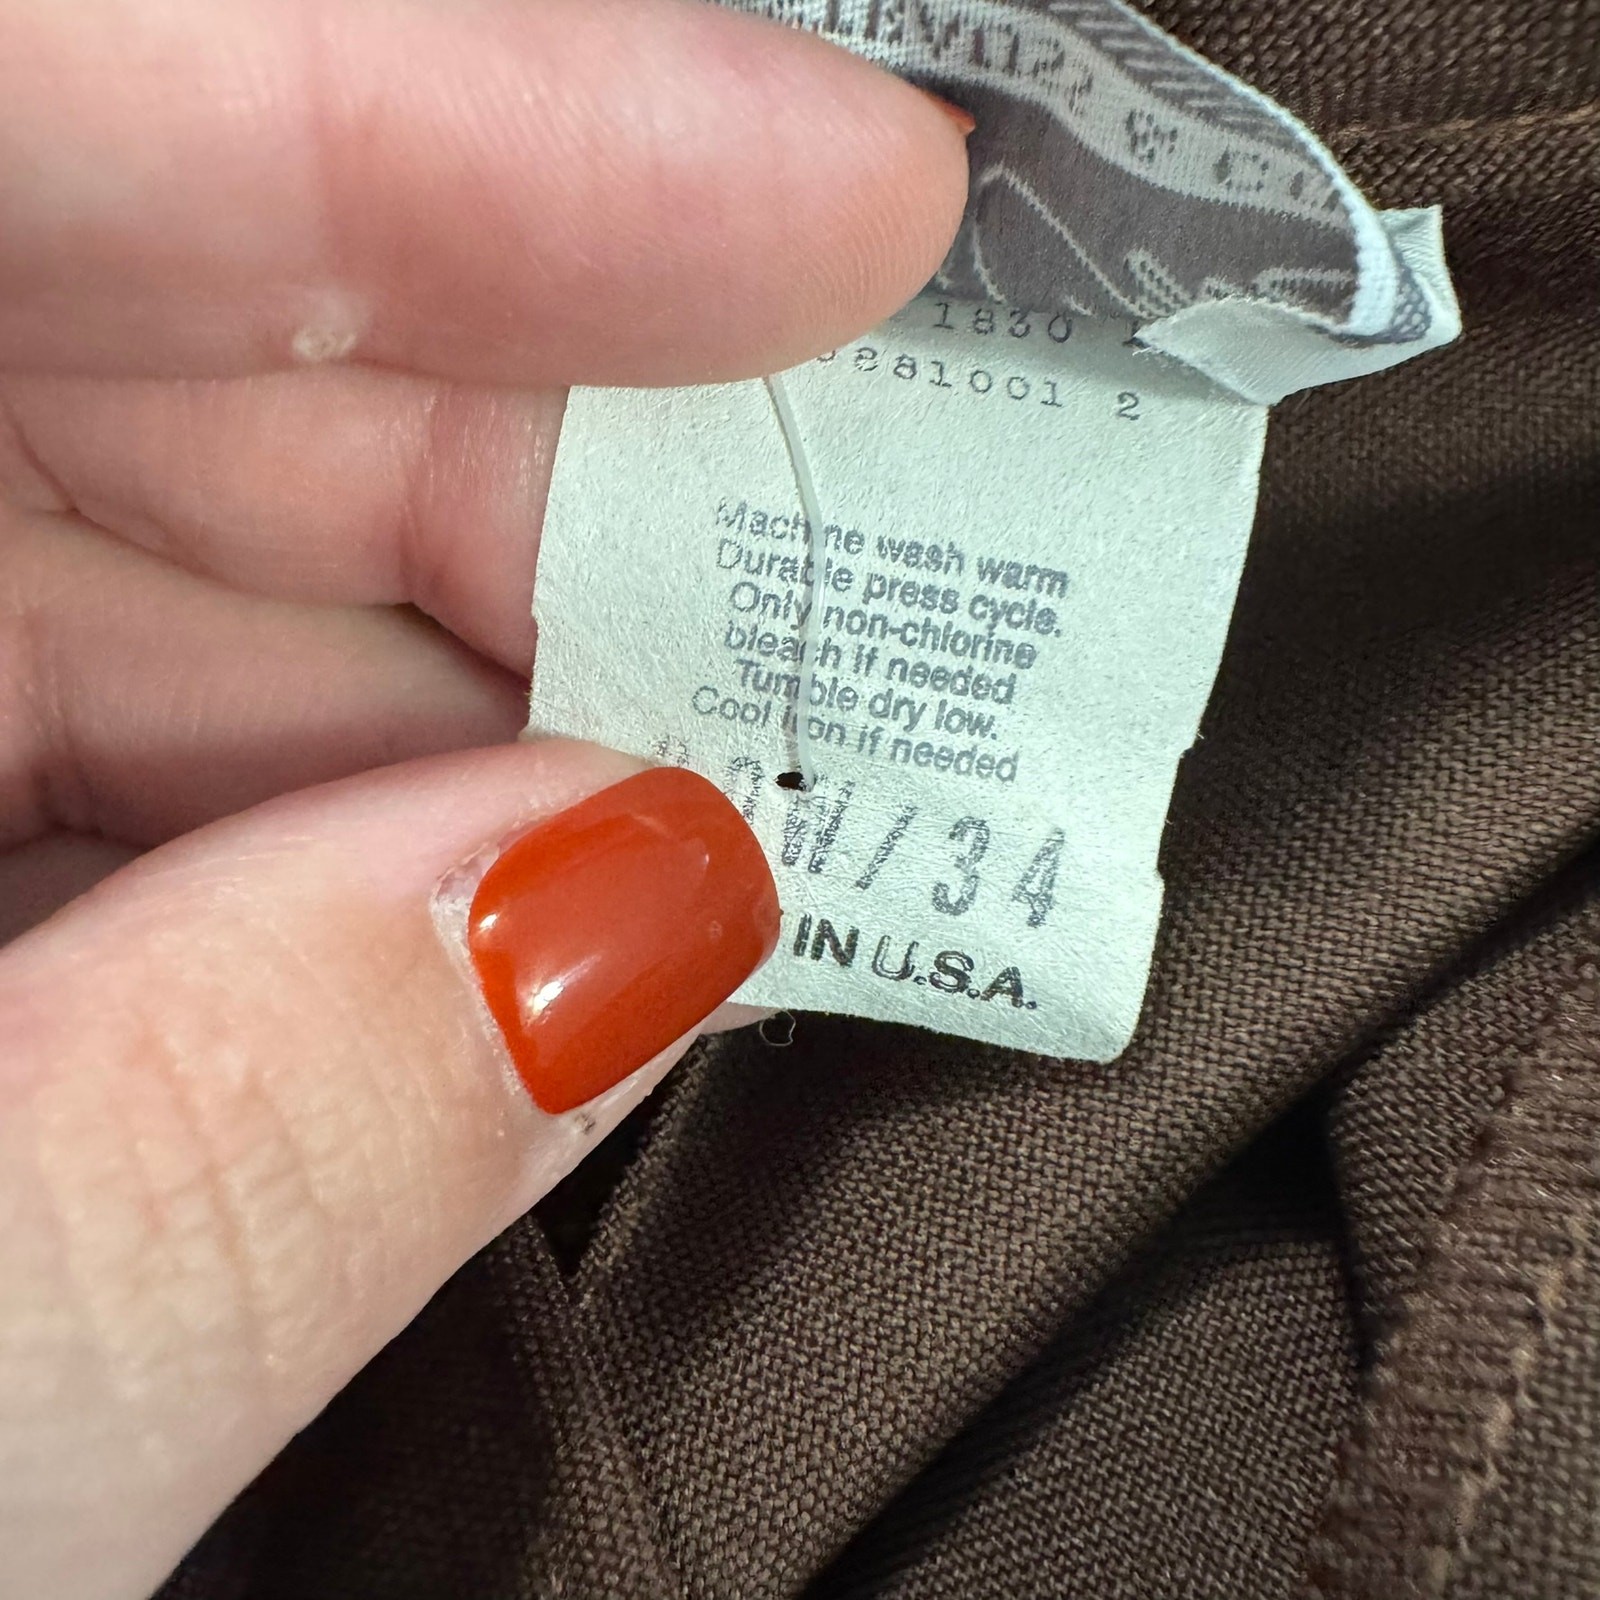 1830
881001 2
Machine wash warm
Durable press cycle.
Only non-chlorine
bleach if needed
Tumble dry low.
Cool iron if needed
/ 34
IN U.S.A.